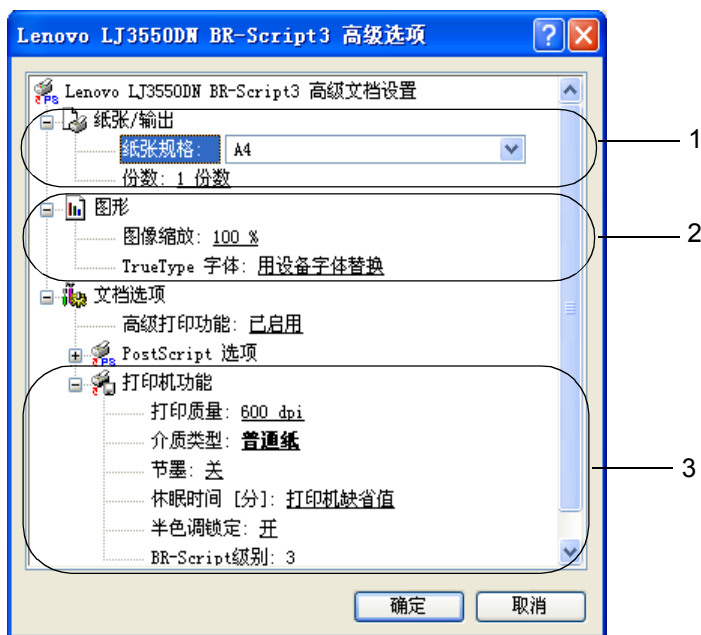 Lenovo LJ3550DN BR-Script3 高级选项
Lenovo LJ3550DN BR-Script3 高级文档设置
纸张/输出
纸张规格: A4
份数: 1 份数
图形
图像缩放: 100 %
TrueType 字体: 用设备字体替换
文档选项
高级打印功能: 已启用
PostScript 选项
打印机功能
打印质量: 600 dpi
介质类型: 普通纸
节墨: 关
休眠时间 [分]: 打印机缺省值
半色调锁定: 开
BR-Script级别: 3
确定 取消
1
2
3